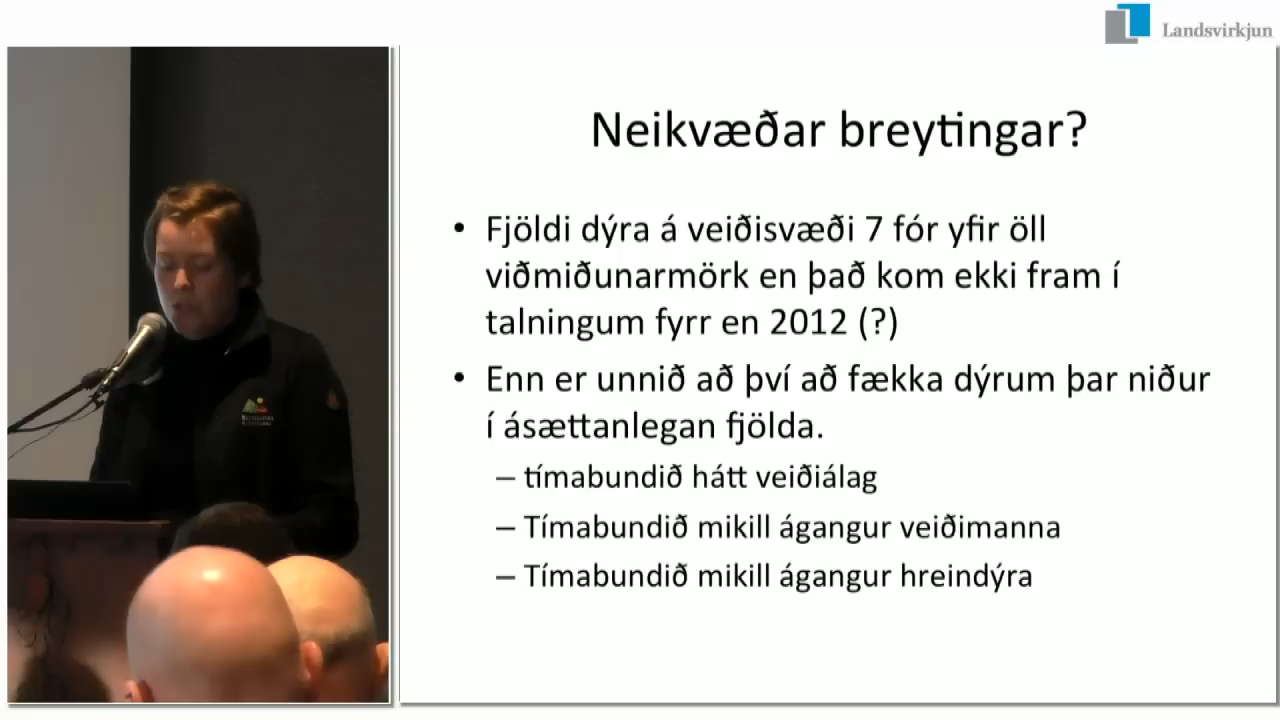 Landsvirkjun
Neikvæðar breytingar?
• Fjöldi dýra á veiðisvæði 7 fór yfir öll
viðmiðunarmörk en það kom ekki fram í
talningum fyrr en 2012 (?)
• Enn er unnið að því að fækka dýrum þar niður
í ásættanlegan fjölda.
– tímabundið hátt veiðiálag
– Tímabundið mikill ágangur veiðimanna
– Tímabundið mikill ágangur hreindýra